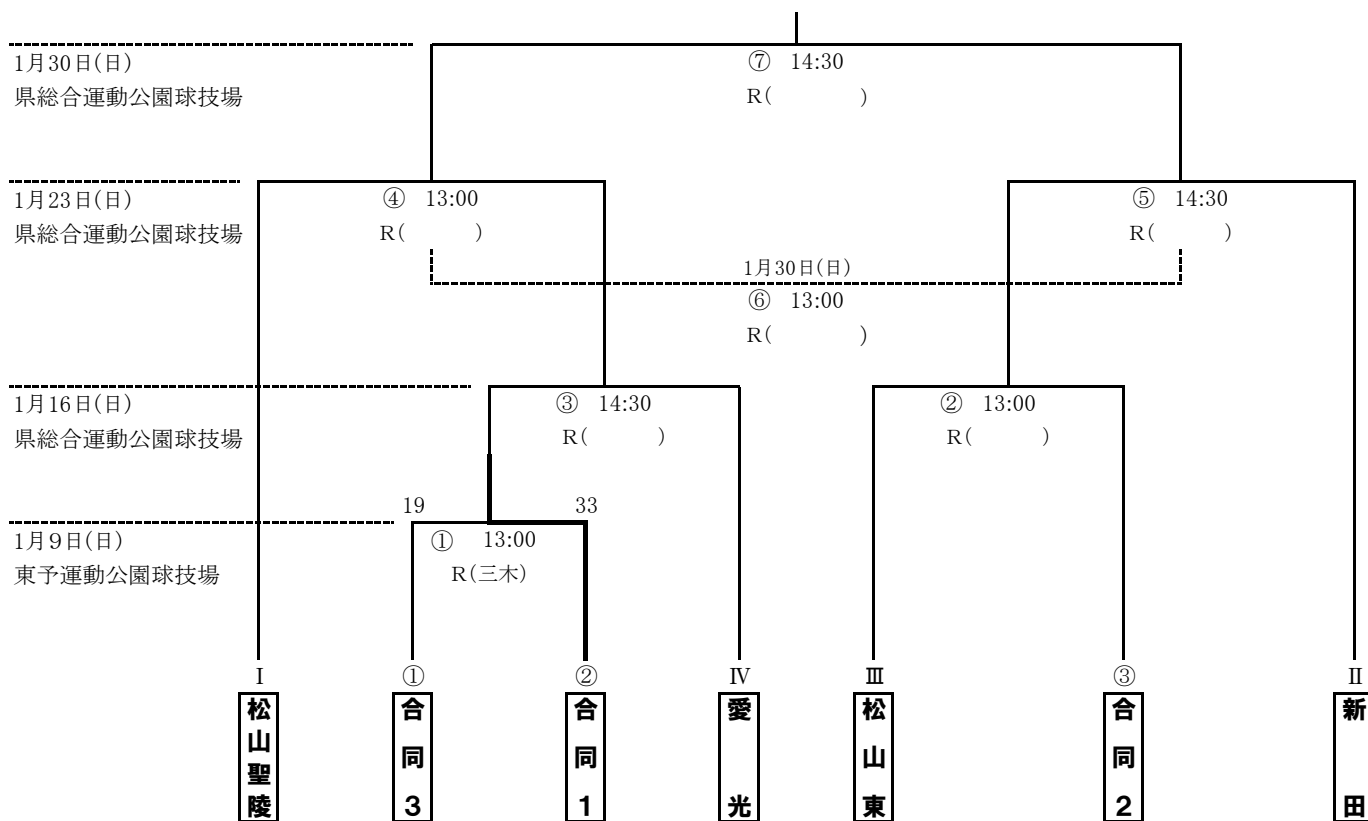 1月30日(日)
⑦ 14:30
県総合運動公園球技場
R( )
1月23日(日)
④ 13:00
⑤ 14:30
県総合運動公園球技場
R( )
R( )
1月30日(日)
⑥ 13:00
R( )
1月16日(日)
③ 14:30
② 13:00
県総合運動公園球技場
R( )
R( )
19
33
1月9日(日)
① 13:00
東予運動公園球技場
R(三木)
Ⅰ
①
②
Ⅳ
Ⅲ
③
Ⅱ
松山聖陵
合同3
合同1
愛光
松山東
合同2
新田